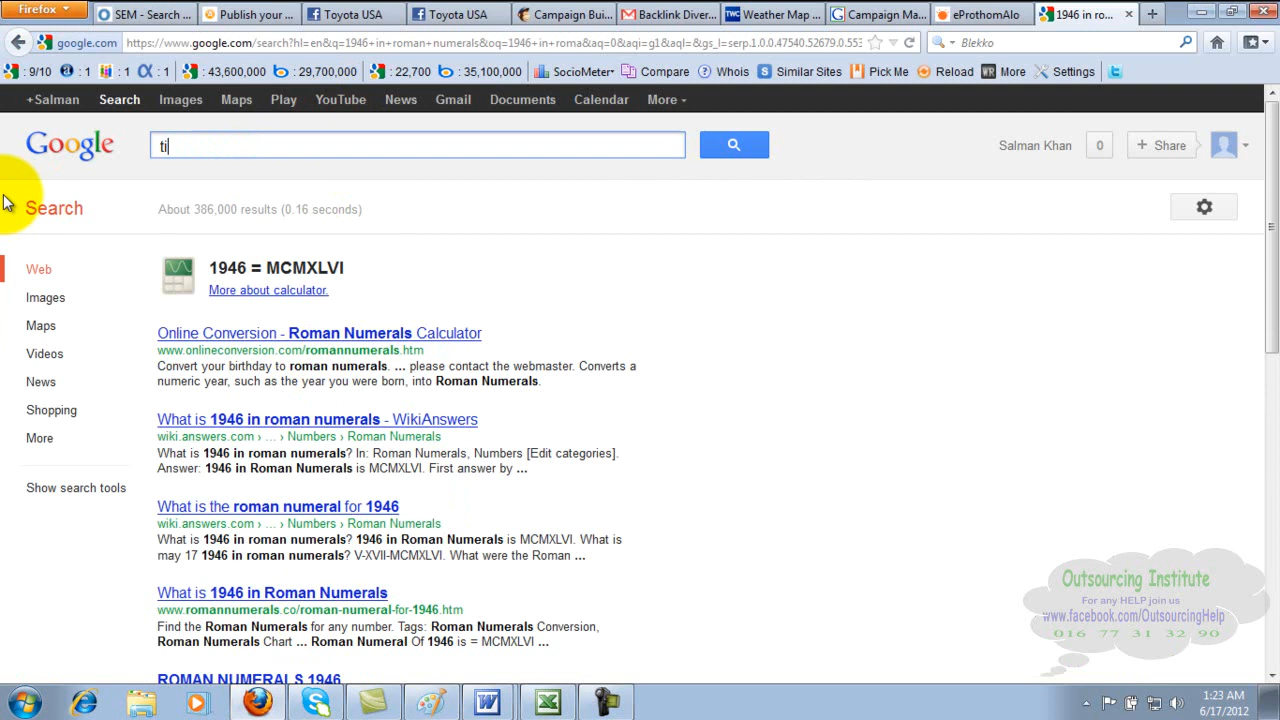 Firefox
SEM - Search ...
Publish your ...
Toyota USA
Toyota USA
Campaign Bui...
Backlink Diver...
Weather Map ...
Campaign Ma...
eProthomAlo
1946 in ro...
google.com
https://www.google.com/search?hl=en&q=1946+in+roman+numerals&oq=1946+in+roma&aq=0&aqi=g1&aql=&gs_l=serp.1.0.0.47540.52679.0.553
Blekko
: 9/10 : 1 : 1 : 1 : 43,600,000 : 29,700,000 : 22,700 : 35,100,000 SocioMeter Compare Whois Similar Sites Pick Me Reload More Settings
+Salman Search Images Maps Play YouTube News Gmail Documents Calendar More
Google
ti
Salman Khan 0 + Share
Search
About 386,000 results (0.16 seconds)
Web
Images
Maps
Videos
News
Shopping
More
Show search tools
1946 = MCMXLVI
More about calculator.
Online Conversion - Roman Numerals Calculator
www.onlineconversion.com/romannumerals.htm
Convert your birthday to roman numerals. ... please contact the webmaster. Converts a
numeric year, such as the year you were born, into Roman Numerals.
What is 1946 in roman numerals - WikiAnswers
wiki.answers.com › ... › Numbers › Roman Numerals
What is 1946 in roman numerals? In: Roman Numerals, Numbers [Edit categories].
Answer: 1946 in Roman Numerals is MCMXLVI. First answer by ...
What is the roman numeral for 1946
wiki.answers.com › ... › Numbers › Roman Numerals
What is 1946 in roman numerals? 1946 in Roman Numerals is MCMXLVI. What is
may 17 1946 in roman numerals? V-XVII-MCMXLVI. What were the Roman ...
What is 1946 in Roman Numerals
www.romannumerals.co/roman-numeral-for-1946.htm
Find the Roman Numerals for any number. Tags: Roman Numerals Conversion,
Roman Numerals Chart ... Roman Numeral Of 1946 is = MCMXLVI ...
ROMAN NUMERALS 1946
Outsourcing Institute
For any HELP join us
www.facebook.com/OutsourcingHelp
016 77 31 32 90
1:23 AM
6/17/2012